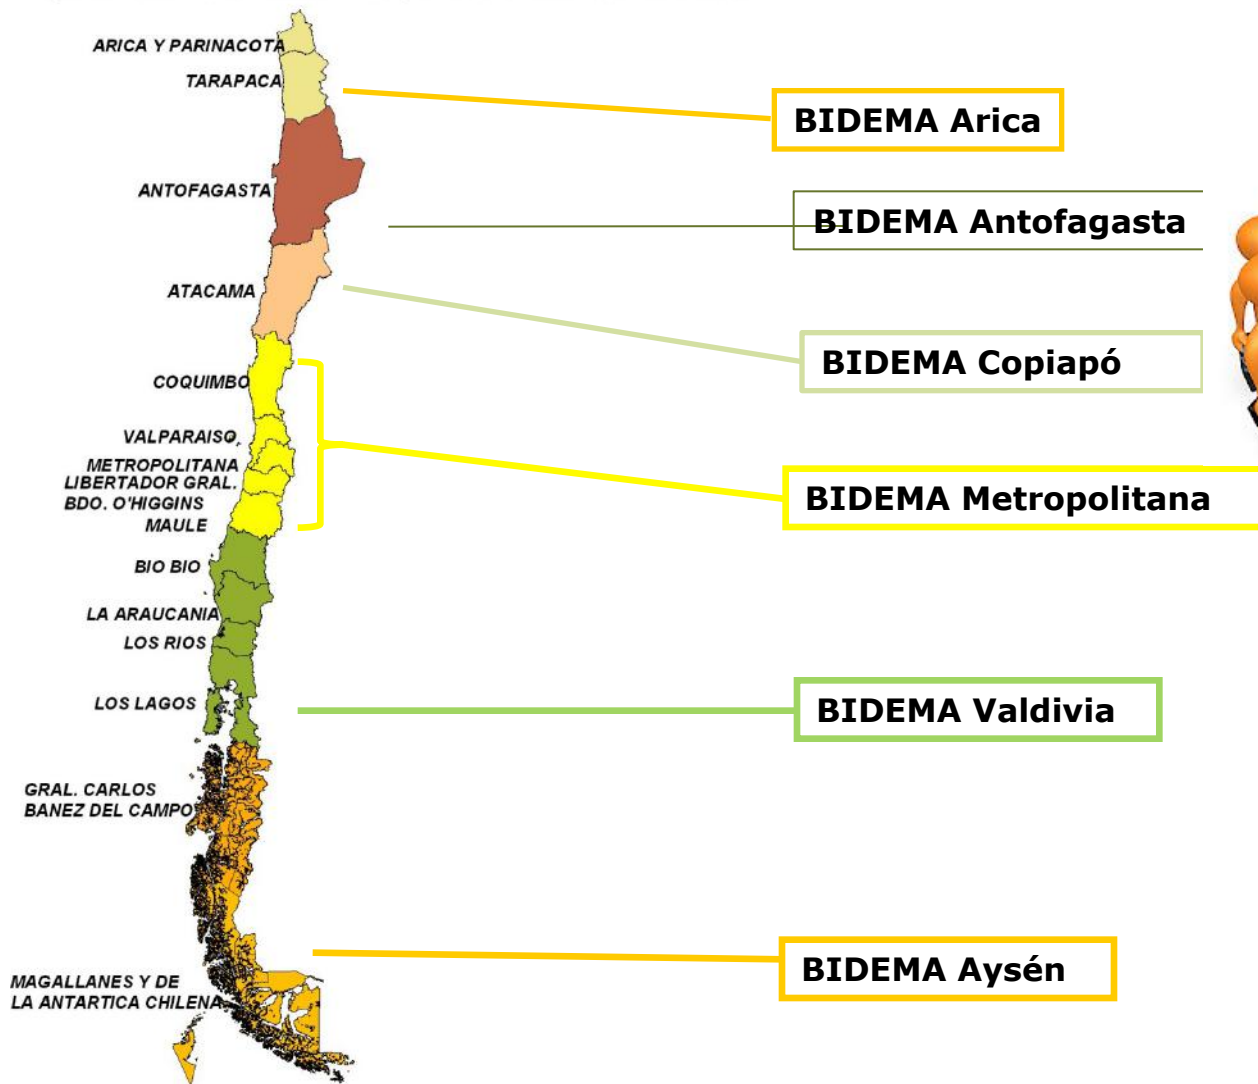 ARICA Y PARINACOTA
TARAPACA
BIDEMA Arica
ANTOFAGASTA
BIDEMA Antofagasta
ATACAMA
BIDEMA Copiapó
COQUIMBO
VALPARAISO
METROPOLITANA
LIBERTADOR GRAL.
BDO. O'HIGGINS
MAULE
BIDEMA Metropolitana
BIO BIO
LA ARAUCANIA
LOS RIOS
LOS LAGOS
BIDEMA Valdivia
GRAL. CARLOS
BANEZ DEL CAMPO
BIDEMA Aysén
MAGALLANES Y DE
LA ANTARTICA CHILENA